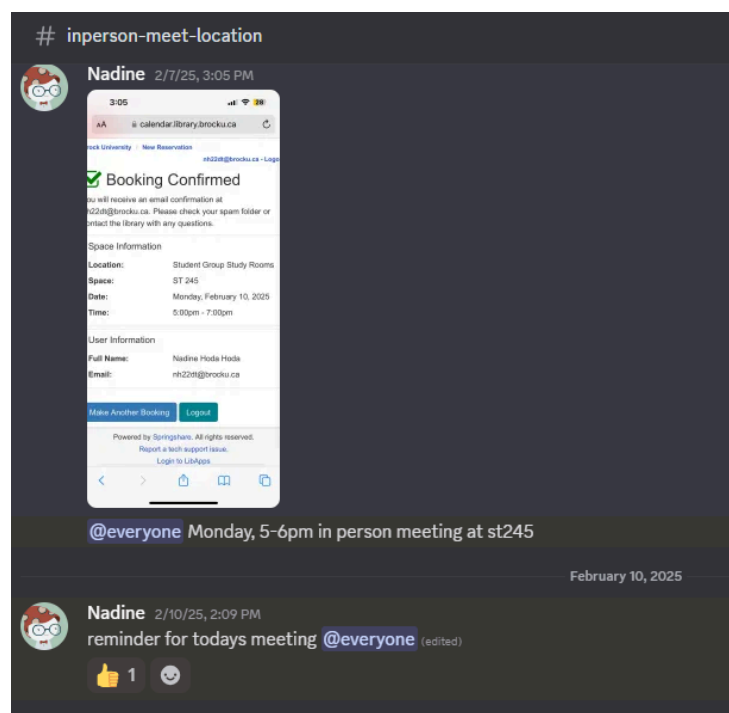 # inperson-meet-location
Nadine 2/7/25, 3:05 PM
3:05 28
AA calendar.library.brocku.ca
rock University New Reservation
nh22dt@brocku.ca - Logo
Booking Confirmed
ou will receive an email confirmation at
h22dt@brocku.ca. Please check your spam folder or
ontact the library with any questions.
Space Information
Location: Student Group Study Rooms
Space: ST 245
Date: Monday, February 10, 2025
Time: 5:00pm - 7:00pm
User Information
Full Name: Nadine Hoda Hoda
Email: nh22dt@brocku.ca
Make Another Booking Logout
Powered by Springshare. All rights reserved.
Report a tech support issue.
Login to LibApps
@everyone Monday, 5-6pm in person meeting at st245
February 10, 2025
Nadine 2/10/25, 2:09 PM
reminder for todays meeting @everyone (edited)
1